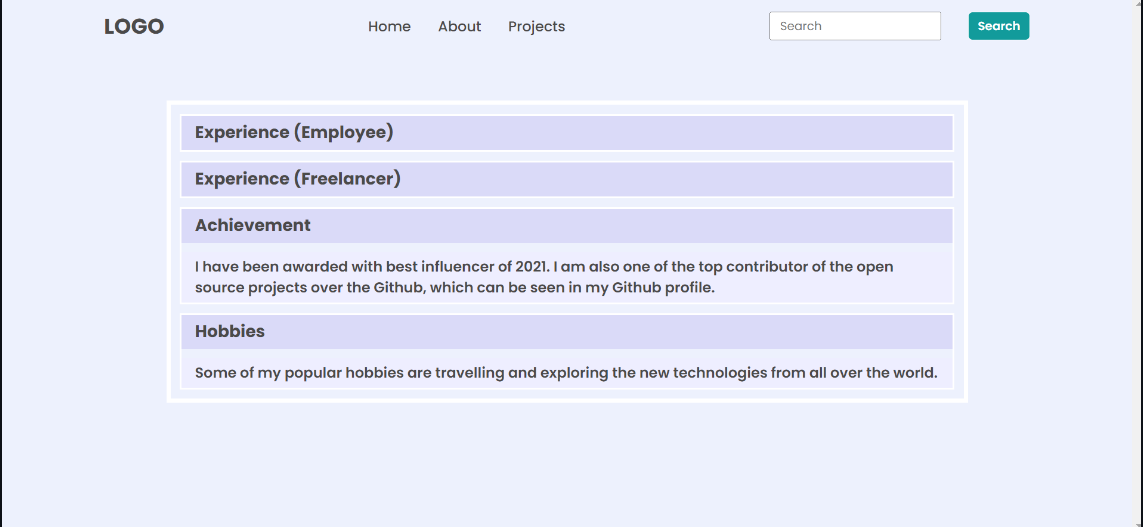 LOGO Home About Projects Search Search
Experience (Employee)
Experience (Freelancer)
Achievement
I have been awarded with best influencer of 2021. I am also one of the top contributor of the open
source projects over the Github, which can be seen in my Github profile.
Hobbies
Some of my popular hobbies are travelling and exploring the new technologies from all over the world.